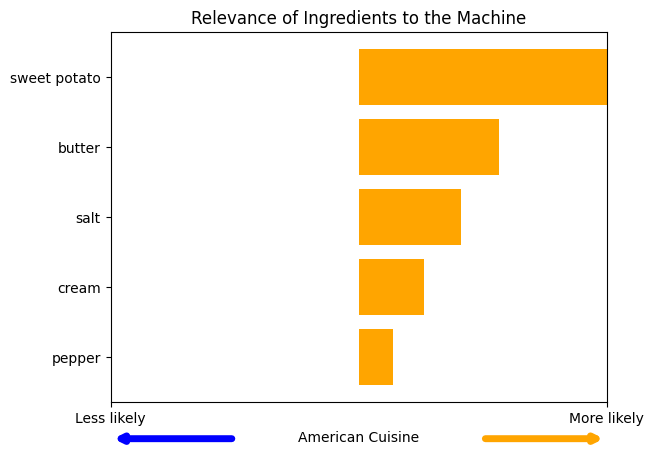 Relevance of Ingredients to the Machine
sweet potato
butter
salt
cream
pepper
Less likely
More likely
American Cuisine